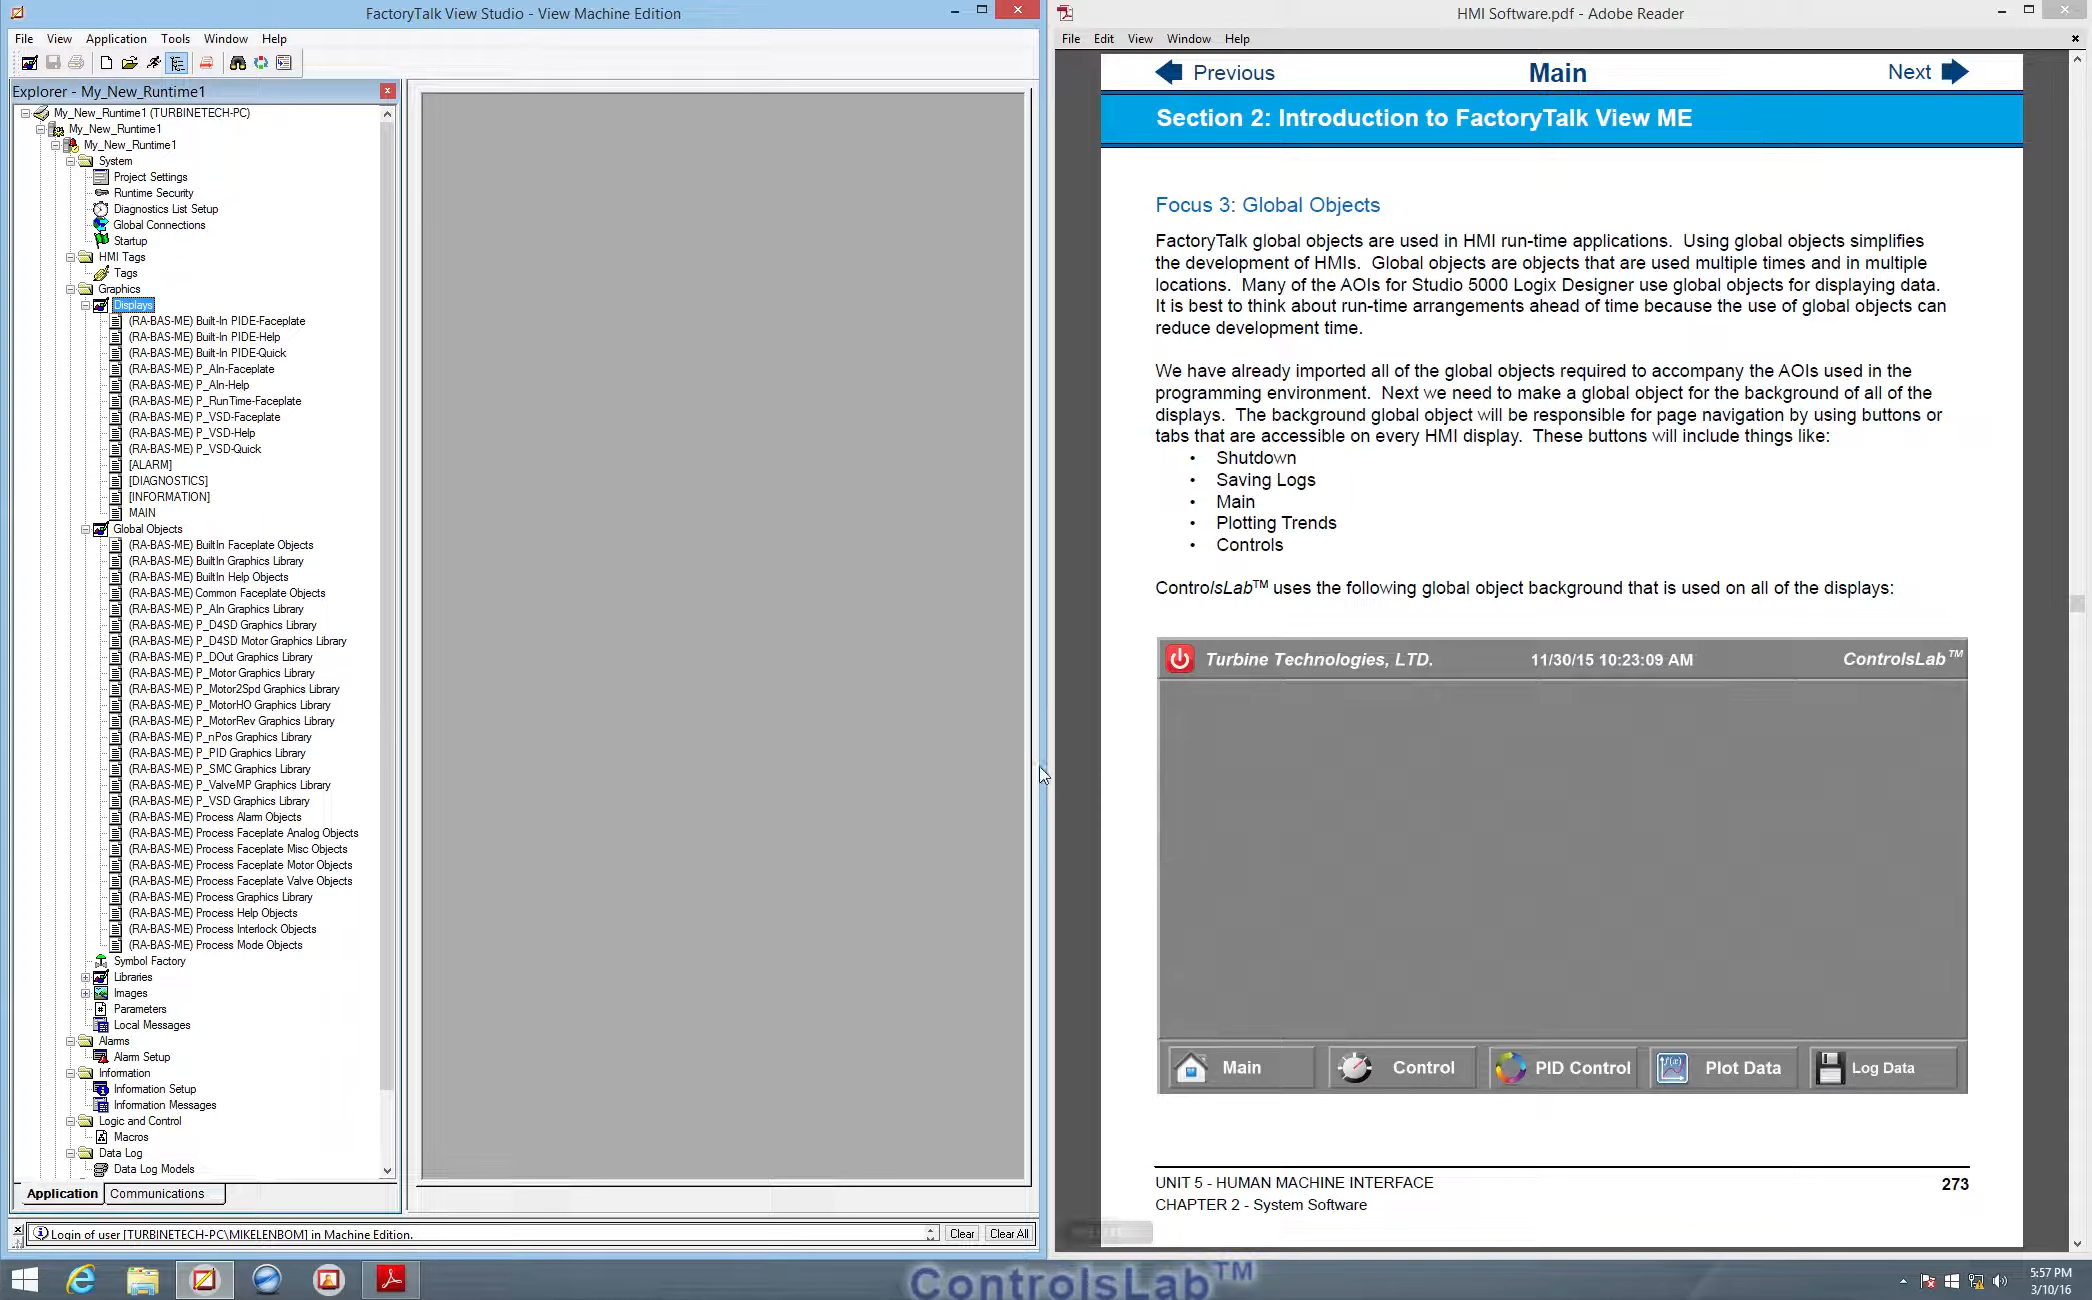 FactoryTalk View Studio - View Machine Edition
File View Application Tools Window Help
Explorer - My_New_Runtime1
My_New_Runtime1 (TURBINETECH-PC)
My_New_Runtime1
My_New_Runtime1
System
Project Settings
Runtime Security
Diagnostics List Setup
Global Connections
Startup
HMI Tags
Tags
Graphics
Displays
(RA-BAS-ME) Built-In PIDE-Faceplate
(RA-BAS-ME) Built-In PIDE-Help
(RA-BAS-ME) Built-In PIDE-Quick
(RA-BAS-ME) P_AIn-Faceplate
(RA-BAS-ME) P_AIn-Help
(RA-BAS-ME) P_RunTime-Faceplate
(RA-BAS-ME) P_VSD-Faceplate
(RA-BAS-ME) P_VSD-Help
(RA-BAS-ME) P_VSD-Quick
[ALARM]
[DIAGNOSTICS]
[INFORMATION]
MAIN
Global Objects
(RA-BAS-ME) BuiltIn Faceplate Objects
(RA-BAS-ME) BuiltIn Graphics Library
(RA-BAS-ME) BuiltIn Help Objects
(RA-BAS-ME) Common Faceplate Objects
(RA-BAS-ME) P_AIn Graphics Library
(RA-BAS-ME) P_D4SD Graphics Library
(RA-BAS-ME) P_D4SD Motor Graphics Library
(RA-BAS-ME) P_DOut Graphics Library
(RA-BAS-ME) P_Motor Graphics Library
(RA-BAS-ME) P_Motor2Spd Graphics Library
(RA-BAS-ME) P_MotorHO Graphics Library
(RA-BAS-ME) P_MotorRev Graphics Library
(RA-BAS-ME) P_nPos Graphics Library
(RA-BAS-ME) P_PID Graphics Library
(RA-BAS-ME) P_SMC Graphics Library
(RA-BAS-ME) P_ValveMP Graphics Library
(RA-BAS-ME) P_VSD Graphics Library
(RA-BAS-ME) Process Alarm Objects
(RA-BAS-ME) Process Faceplate Analog Objects
(RA-BAS-ME) Process Faceplate Misc Objects
(RA-BAS-ME) Process Faceplate Motor Objects
(RA-BAS-ME) Process Faceplate Valve Objects
(RA-BAS-ME) Process Graphics Library
(RA-BAS-ME) Process Help Objects
(RA-BAS-ME) Process Interlock Objects
(RA-BAS-ME) Process Mode Objects
Symbol Factory
Libraries
Images
Parameters
Local Messages
Alarms
Alarm Setup
Information
Information Setup
Information Messages
Logic and Control
Macros
Data Log
Data Log Models
Application Communications
Login of user [TURBINETECH-PC\MIKELENBOM] in Machine Edition.
Clear Clear All
HMI Software.pdf - Adobe Reader
File Edit View Window Help
Previous Main Next
Section 2: Introduction to FactoryTalk View ME
Focus 3: Global Objects
FactoryTalk global objects are used in HMI run-time applications. Using global objects simplifies
the development of HMIs. Global objects are objects that are used multiple times and in multiple
locations. Many of the AOIs for Studio 5000 Logix Designer use global objects for displaying data.
It is best to think about run-time arrangements ahead of time because the use of global objects can
reduce development time.
We have already imported all of the global objects required to accompany the AOIs used in the
programming environment. Next we need to make a global object for the background of all of the
displays. The background global object will be responsible for page navigation by using buttons or
tabs that are accessible on every HMI display. These buttons will include things like:
• Shutdown
• Saving Logs
• Main
• Plotting Trends
• Controls
ControlsLab™ uses the following global object background that is used on all of the displays:
Turbine Technologies, LTD. 11/30/15 10:23:09 AM ControlsLab™
Main Control PID Control Plot Data Log Data
UNIT 5 - HUMAN MACHINE INTERFACE 273
CHAPTER 2 - System Software
ControlsLab™
5:57 PM
3/10/16